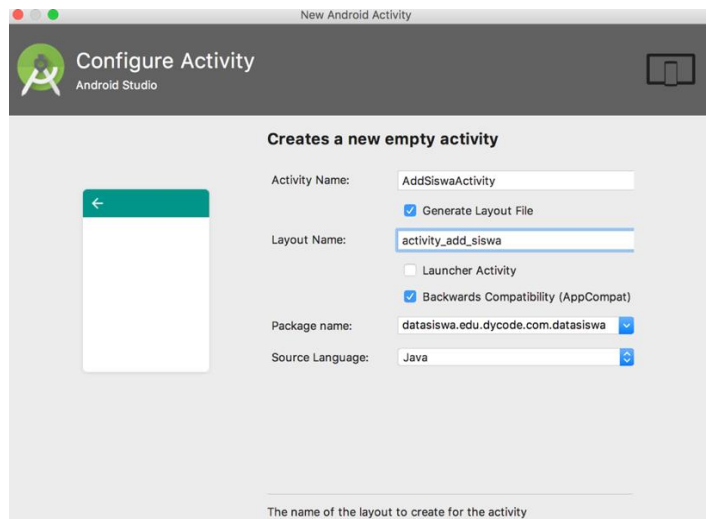 New Android Activity
Configure Activity
Android Studio
Creates a new empty activity
Activity Name: AddSiswaActivity
Generate Layout File
Layout Name: activity_add_siswa
Launcher Activity
Backwards Compatibility (AppCompat)
Package name: datasiswa.edu.dycode.com.datasiswa
Source Language: Java
The name of the layout to create for the activity